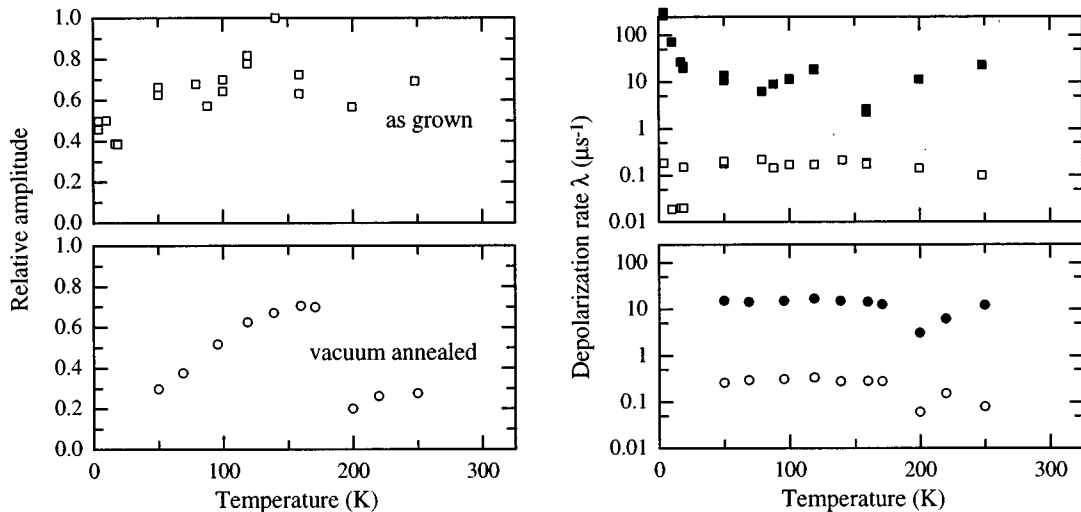 1.0
0.8
0.6
0.4
0.2
0.0
as grown
Relative amplitude
1.0
0.8
0.6
0.4
0.2
0.0
vacuum annealed
0 100 200 300
Temperature (K)
100
10
1
0.1
0.01
Depolarization rate λ (μs⁻¹)
100
10
1
0.1
0.01
0 100 200 300
Temperature (K)